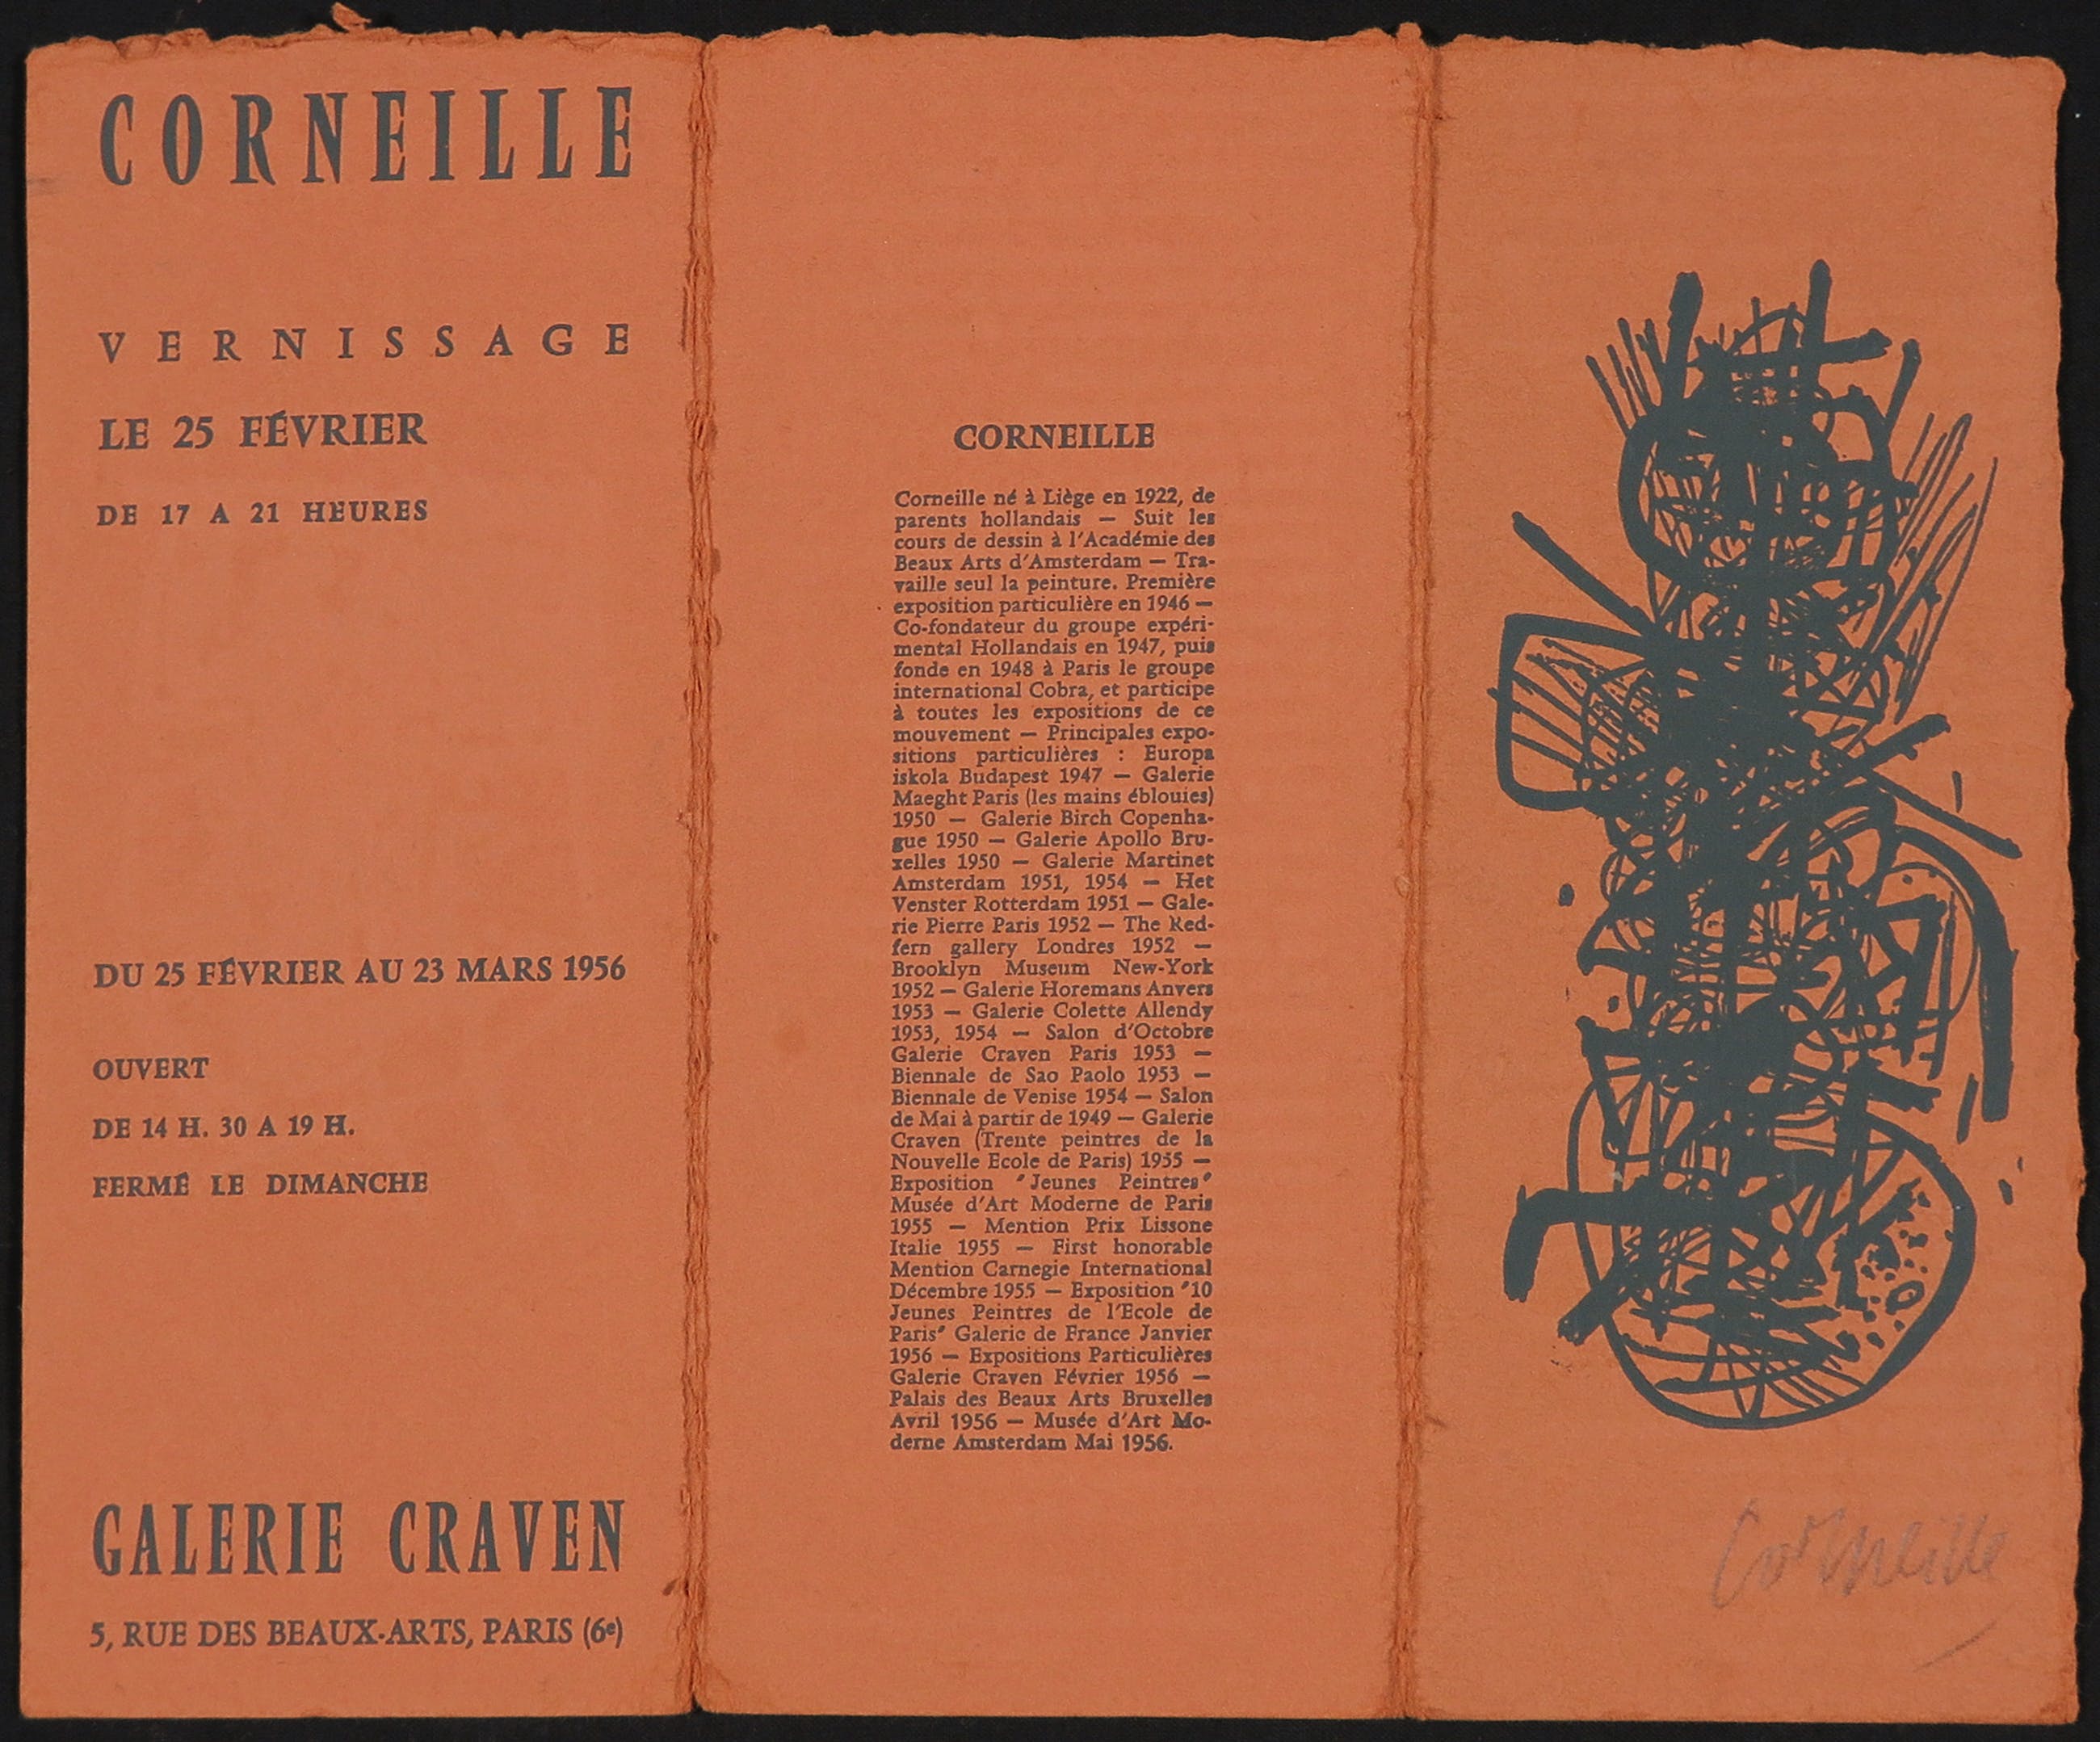 CORNEILLE
VERNISSAGE
LE 25 FÉVRIER
DE 17 A 21 HEURES
DU 25 FÉVRIER AU 23 MARS 1956
OUVERT
DE 14 H. 30 A 19 H.
FERMÉ LE DIMANCHE
GALERIE CRAVEN
5, RUE DES BEAUX-ARTS, PARIS (6e)
CORNEILLE
Corneille né à Liège en 1922, de
parents hollandais — Suit les
cours de dessin à l'Académie des
Beaux Arts d'Amsterdam — Tra-
vaille seul la peinture. Première
exposition particulière en 1946 —
Co-fondateur du groupe expéri-
mental Hollandais en 1947, puis
fonde en 1948 à Paris le groupe
international Cobra, et participe
à toutes les expositions de ce
mouvement — Principales expo-
sitions particulières : Europa
iskola Budapest 1947 — Galerie
Maeght Paris (les mains éblouies)
1950 — Galerie Birch Copenha-
gue 1950 — Galerie Apollo Bru-
xelles 1950 — Galerie Martinet
Amsterdam 1951, 1954 — Het
Venster Rotterdam 1951 — Gale-
rie Pierre Paris 1952 — The Red-
fern gallery Londres 1952 —
Brooklyn Museum New-York
1952 — Galerie Horemans Anvers
1953 — Galerie Colette Allendy
1953, 1954 — Salon d'Octobre
Galerie Craven Paris 1953 —
Biennale de Sao Paolo 1953 —
Biennale de Venise 1954 — Salon
de Mai à partir de 1949 — Galerie
Craven (Trente peintres de la
Nouvelle Ecole de Paris) 1955 —
Exposition "Jeunes Peintres"
Musée d'Art Moderne de Paris
1955 — Mention Prix Lissone
Italie 1955 — First honorable
Mention Carnegie International
Décembre 1955 — Exposition "10
Jeunes Peintres de l'Ecole de
Paris" Galerie de France Janvier
1956 — Expositions Particulières
Galerie Craven Février 1956 —
Palais des Beaux Arts Bruxelles
Avril 1956 — Musée d'Art Mo-
derne Amsterdam Mai 1956.
Corneille